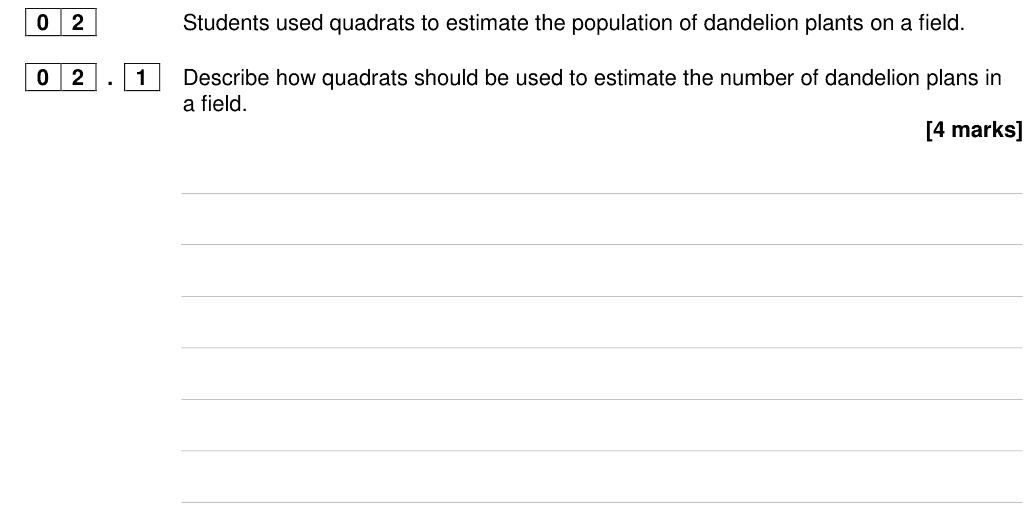 0 2 Students used quadrats to estimate the population of dandelion plants on a field.
0 2 . 1 Describe how quadrats should be used to estimate the number of dandelion plans in
a field.
[4 marks]